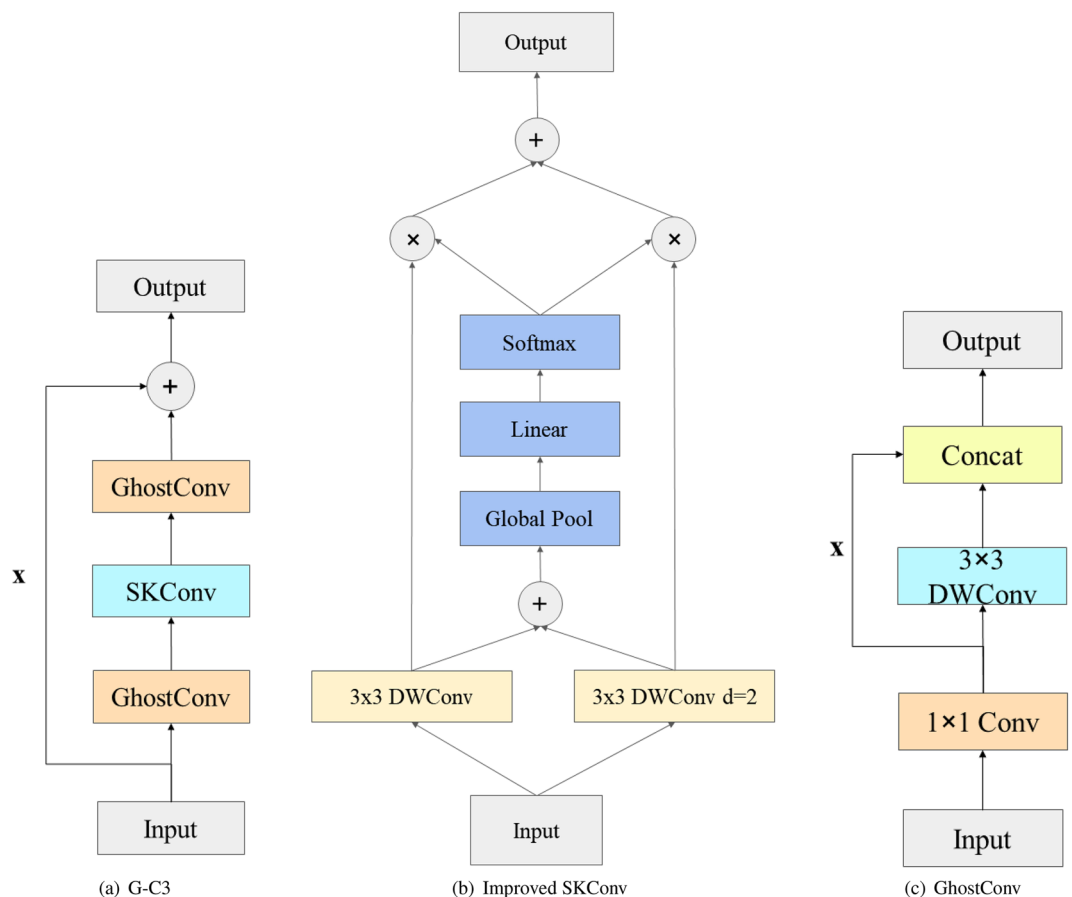 Output
+
GhostConv
SKConv
x
GhostConv
Input
(a) G-C3
Output
+
×
×
Softmax
Linear
Global Pool
+
3x3 DWConv
3x3 DWConv d=2
Input
(b) Improved SKConv
Output
Concat
x
3×3
DWConv
1×1 Conv
Input
(c) GhostConv